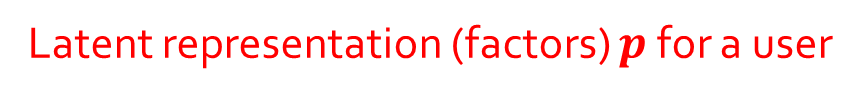 Latent representation (factors) p for a user